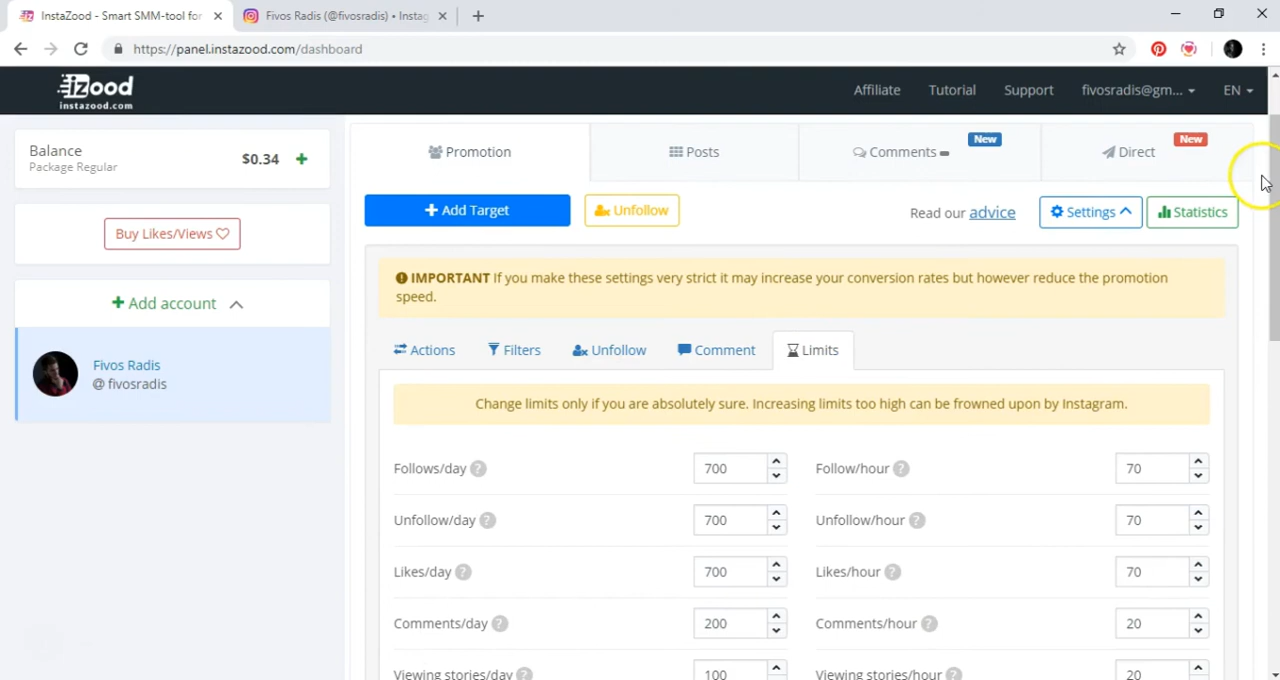 InstaZood - Smart SMM-tool for
Fivos Radis (@fivosradis) • Instag
https://panel.instazood.com/dashboard
iZood
instazood.com
Affiliate
Tutorial
Support
fivosradis@gm...
EN
Balance
Package Regular
$0.34
Buy Likes/Views
Add account
Fivos Radis
@ fivosradis
Promotion
Posts
Comments
New
Direct
New
Add Target
Unfollow
Read our advice
Settings
Statistics
IMPORTANT If you make these settings very strict it may increase your conversion rates but however reduce the promotion
speed.
Actions
Filters
Unfollow
Comment
Limits
Change limits only if you are absolutely sure. Increasing limits too high can be frowned upon by Instagram.
Follows/day ? 700
Follow/hour ? 70
Unfollow/day ? 700
Unfollow/hour ? 70
Likes/day ? 700
Likes/hour ? 70
Comments/day ? 200
Comments/hour ? 20
Viewing stories/day ? 100
Viewing stories/hour ? 20